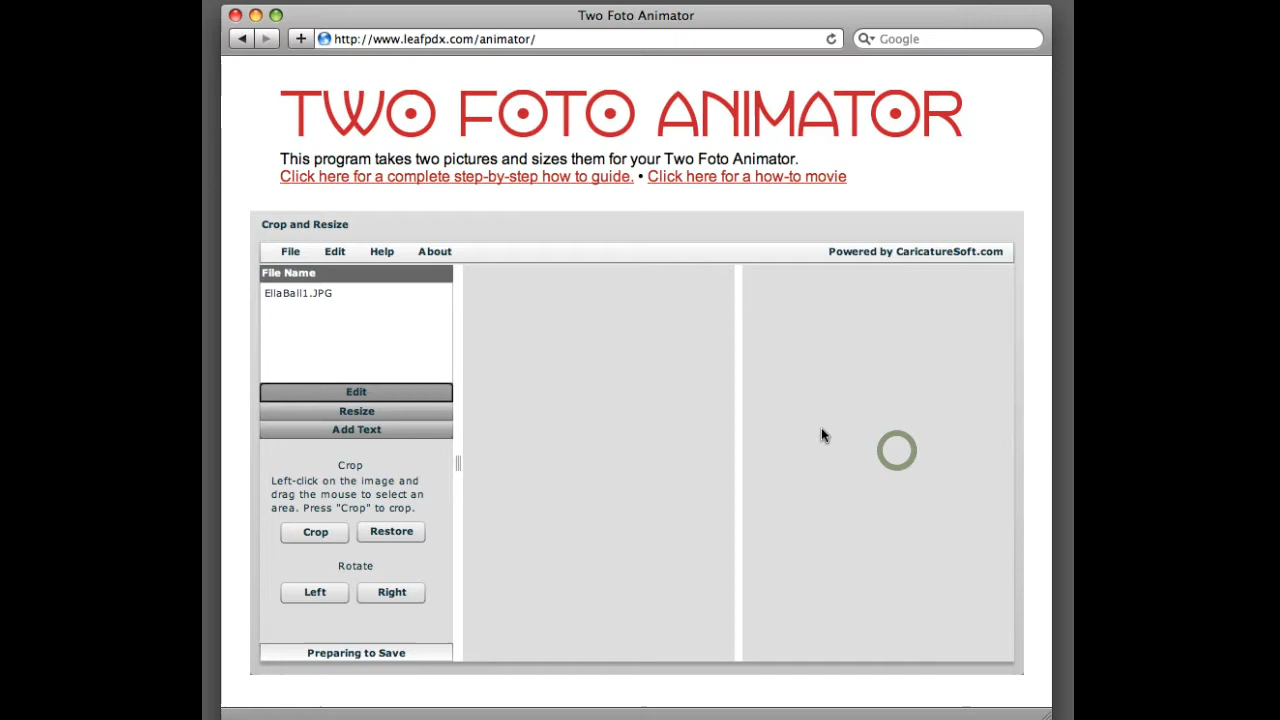 Two Foto Animator
http://www.leafpdx.com/animator/
Google
TWO FOTO ANIMATOR
This program takes two pictures and sizes them for your Two Foto Animator.
Click here for a complete step-by-step how to guide. • Click here for a how-to movie
Crop and Resize
File Edit Help About Powered by CaricatureSoft.com
File Name
EllaBall1.JPG
Edit
Resize
Add Text
Crop
Left-click on the image and
drag the mouse to select an
area. Press "Crop" to crop.
Crop Restore
Rotate
Left Right
Preparing to Save